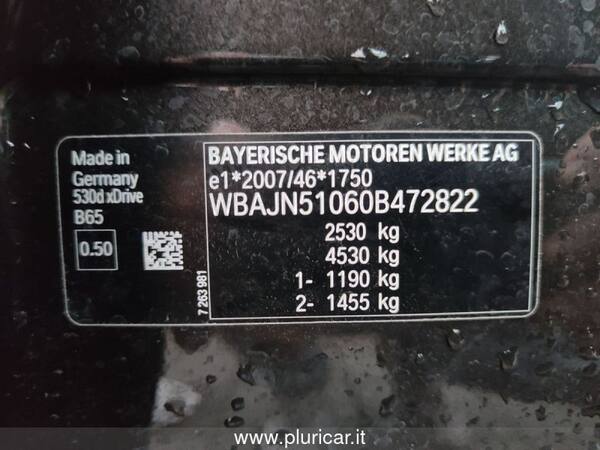 Made in
Germany
530d xDrive
B65
0.50
7 263 981
BAYERISCHE MOTOREN WERKE AG
e1*2007/46*1750
WBAJN51060B472822
2530 kg
4530 kg
1- 1190 kg
2- 1455 kg
www.pluricar.it